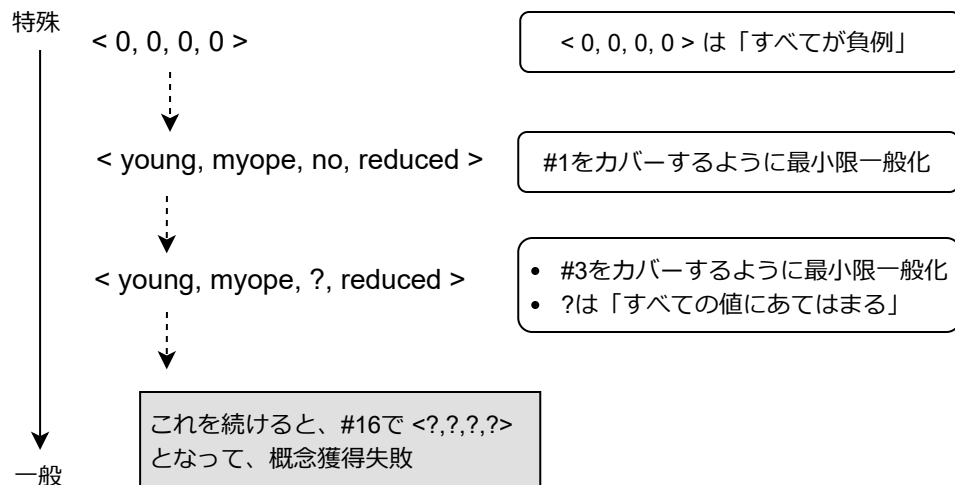 特殊
< 0, 0, 0, 0 >
< 0, 0, 0, 0 > は「すべてが負例」
< young, myope, no, reduced >
#1をカバーするように最小限一般化
< young, myope, ?, reduced >
• #3をカバーするように最小限一般化
• ?は「すべての値にあてはまる」
これを続けると、#16で <?,?,?,?>
となって、概念獲得失敗
一般